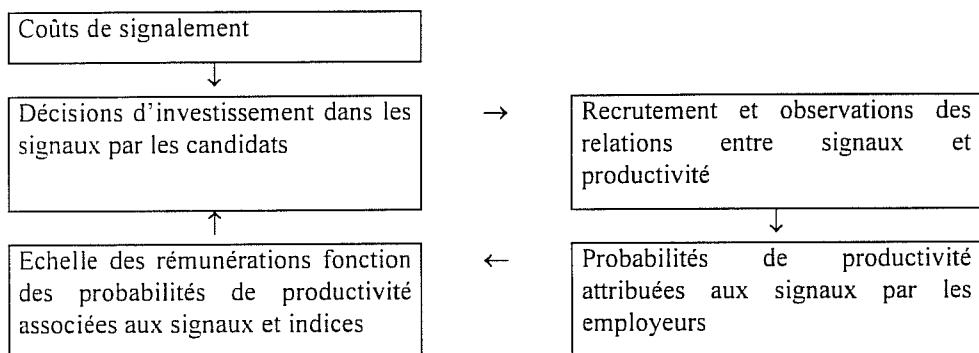 Coûts de signalement
Décisions d'investissement dans les
signaux par les candidats
→
Recrutement et observations des
relations entre signaux et
productivité
Echelle des rémunérations fonction
des probabilités de productivité
associées aux signaux et indices
←
Probabilités de productivité
attribuées aux signaux par les
employeurs